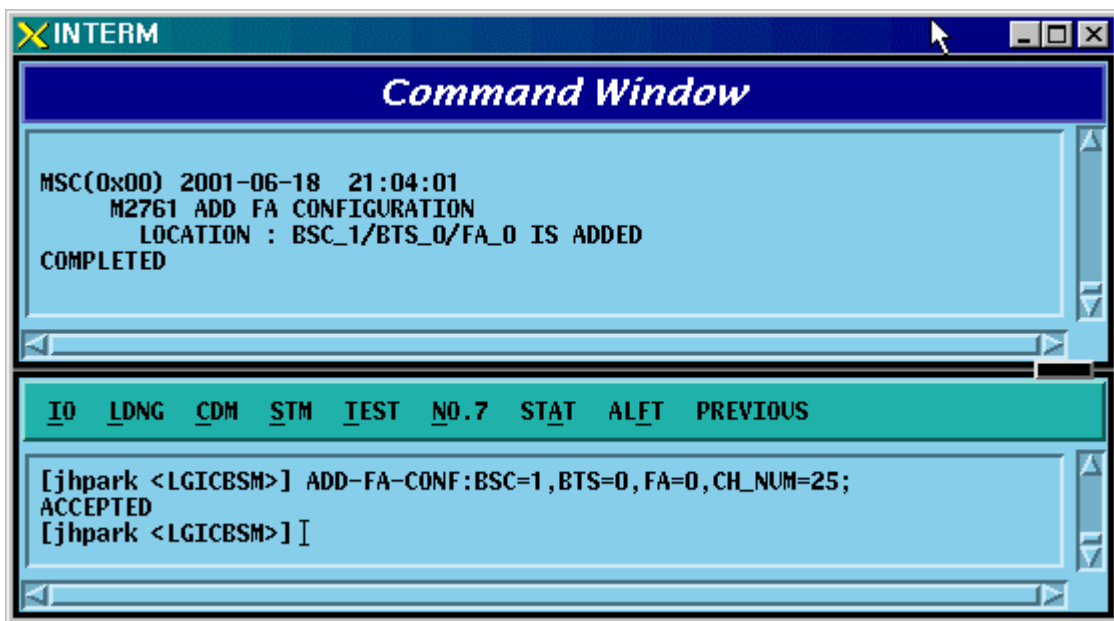 INTERM
Command Window
MSC(0x00) 2001-06-18 21:04:01
M2761 ADD FA CONFIGURATION
LOCATION : BSC_1/BTS_0/FA_0 IS ADDED
COMPLETED
IO LDNG CDM STM TEST NO.7 STAT ALFT PREVIOUS
[jhpark <LGICBSM>] ADD-FA-CONF:BSC=1,BTS=0,FA=0,CH_NUM=25;
ACCEPTED
[jhpark <LGICBSM>]